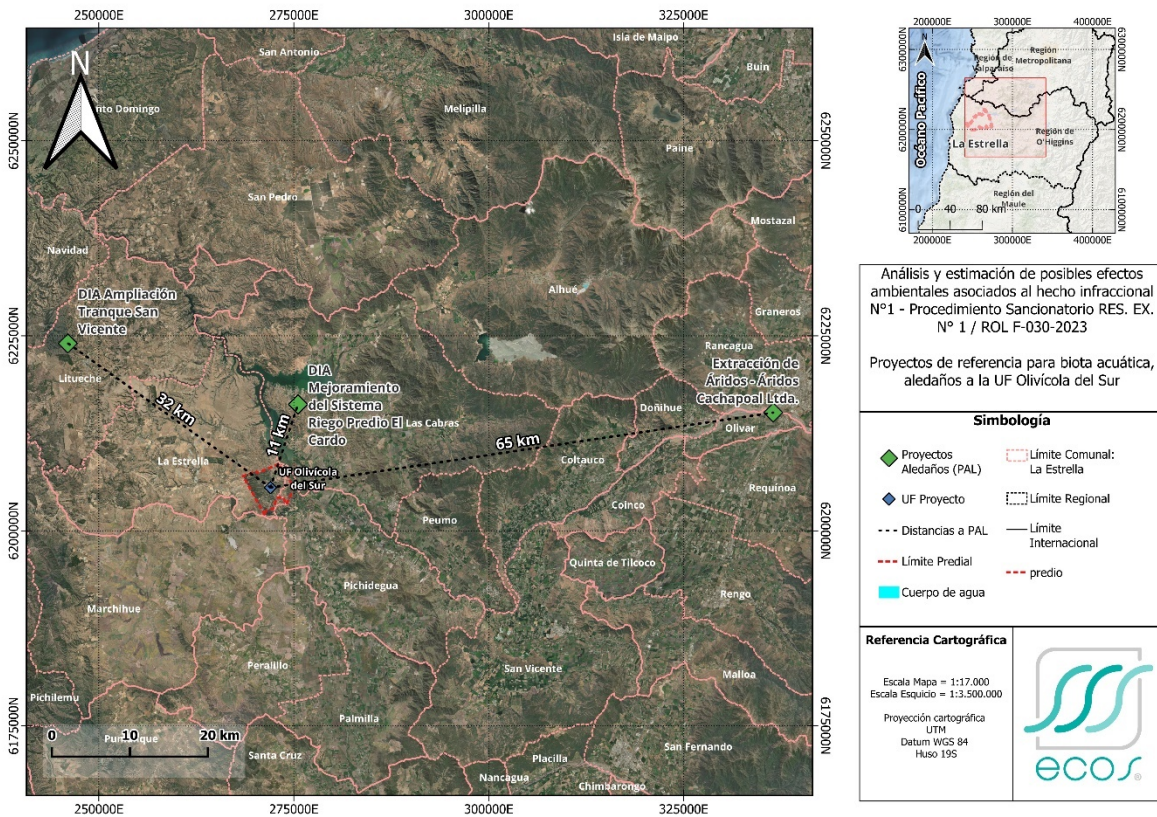 250000E
275000E
300000E
325000E
6250000N
6225000N
6200000N
6175000N
N
San Antonio
Isla de Maipo
Buin
nto Domingo
Melipilla
Paine
San Pedro
Mostazal
Navidad
DIA Ampliación
Tranque San
Vicente
Alhué
Graneros
Rancagua
Extracción de
Áridos - Áridos
Cachapoal Ltda.
Litueche
DIA
Mejoramiento
del Sistema
Riego Predio El
Cardo
Las Cabras
Doñihue
Olivar
32 km
11 km
65 km
Coltauco
La Estrella
UF Olivícola
del Sur
Requínoa
Coinco
Peumo
Quinta de Tilcoco
Pichidegua
Rengo
Marchihue
Peralillo
San Vicente
Malloa
Pichilemu
Palmilla
0 10 20 km
Santa Cruz
San Fernando
Placilla
Nancagua
Chimbarongo
6250000N
6225000N
6200000N
6175000N
250000E
275000E
300000E
325000E
200000E
300000E
400000E
6300000N
6200000N
6100000N
N
Región de
Valparaíso
Región
Metropolitana
Océano Pacífico
La Estrella
Región de
O'Higgins
Región del
Maule
0 40 80 km
6300000N
6200000N
6100000N
200000E
300000E
400000E
Análisis y estimación de posibles efectos
ambientales asociados al hecho infraccional
N°1 - Procedimiento Sancionatorio RES. EX.
N° 1 / ROL F-030-2023
Proyectos de referencia para biota acuática,
aledaños a la UF Olivícola del Sur
Simbología
Proyectos
Aledaños (PAL)
UF Proyecto
Distancias a PAL
Límite Predial
Cuerpo de agua
Límite Comunal:
La Estrella
Límite Regional
Límite
Internacional
predio
Referencia Cartográfica
Escala Mapa = 1:17.000
Escala Esquicio = 1:3.500.000
Proyección cartográfica
UTM
Datum WGS 84
Huso 19S
ecos®